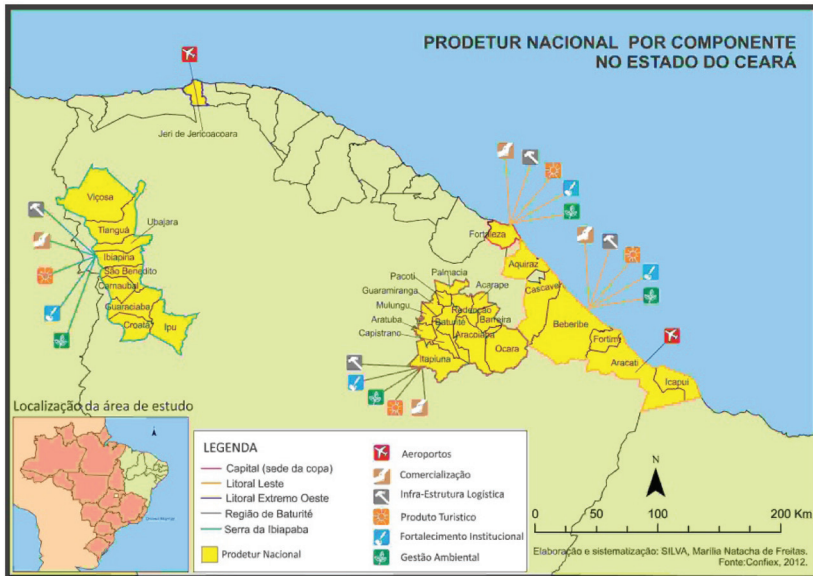 PRODETUR NACIONAL POR COMPONENTE
NO ESTADO DO CEARÁ
Jeri de Jericoacoara
Viçosa
Tianguá
Ubajara
Ibiapina
São Benedito
Carnaubal
Guaraciaba
Croatá
Ipu
Fortaleza
Aquiraz
Cascavel
Beberibe
Fortim
Aracati
Icapuí
Palmacia
Pacoti
Acarape
Guaramiranga
Redenção
Mulungu
Barreira
Aratuba
Baturité
Aracoiaba
Capistrano
Ocara
Itapiuna
Localização da área de estudo
LEGENDA
Capital (sede da copa)
Litoral Leste
Litoral Extremo Oeste
Região de Baturité
Serra da Ibiapaba
Prodetur Nacional
Aeroportos
Comercialização
Infra-Estrutura Logística
Produto Turistico
Fortalecimento Institucional
Gestão Ambiental
N
0 50 100 200 Km
Elaboração e sistematização: SILVA, Marilia Natacha de Freitas.
Fonte:Confiex, 2012.